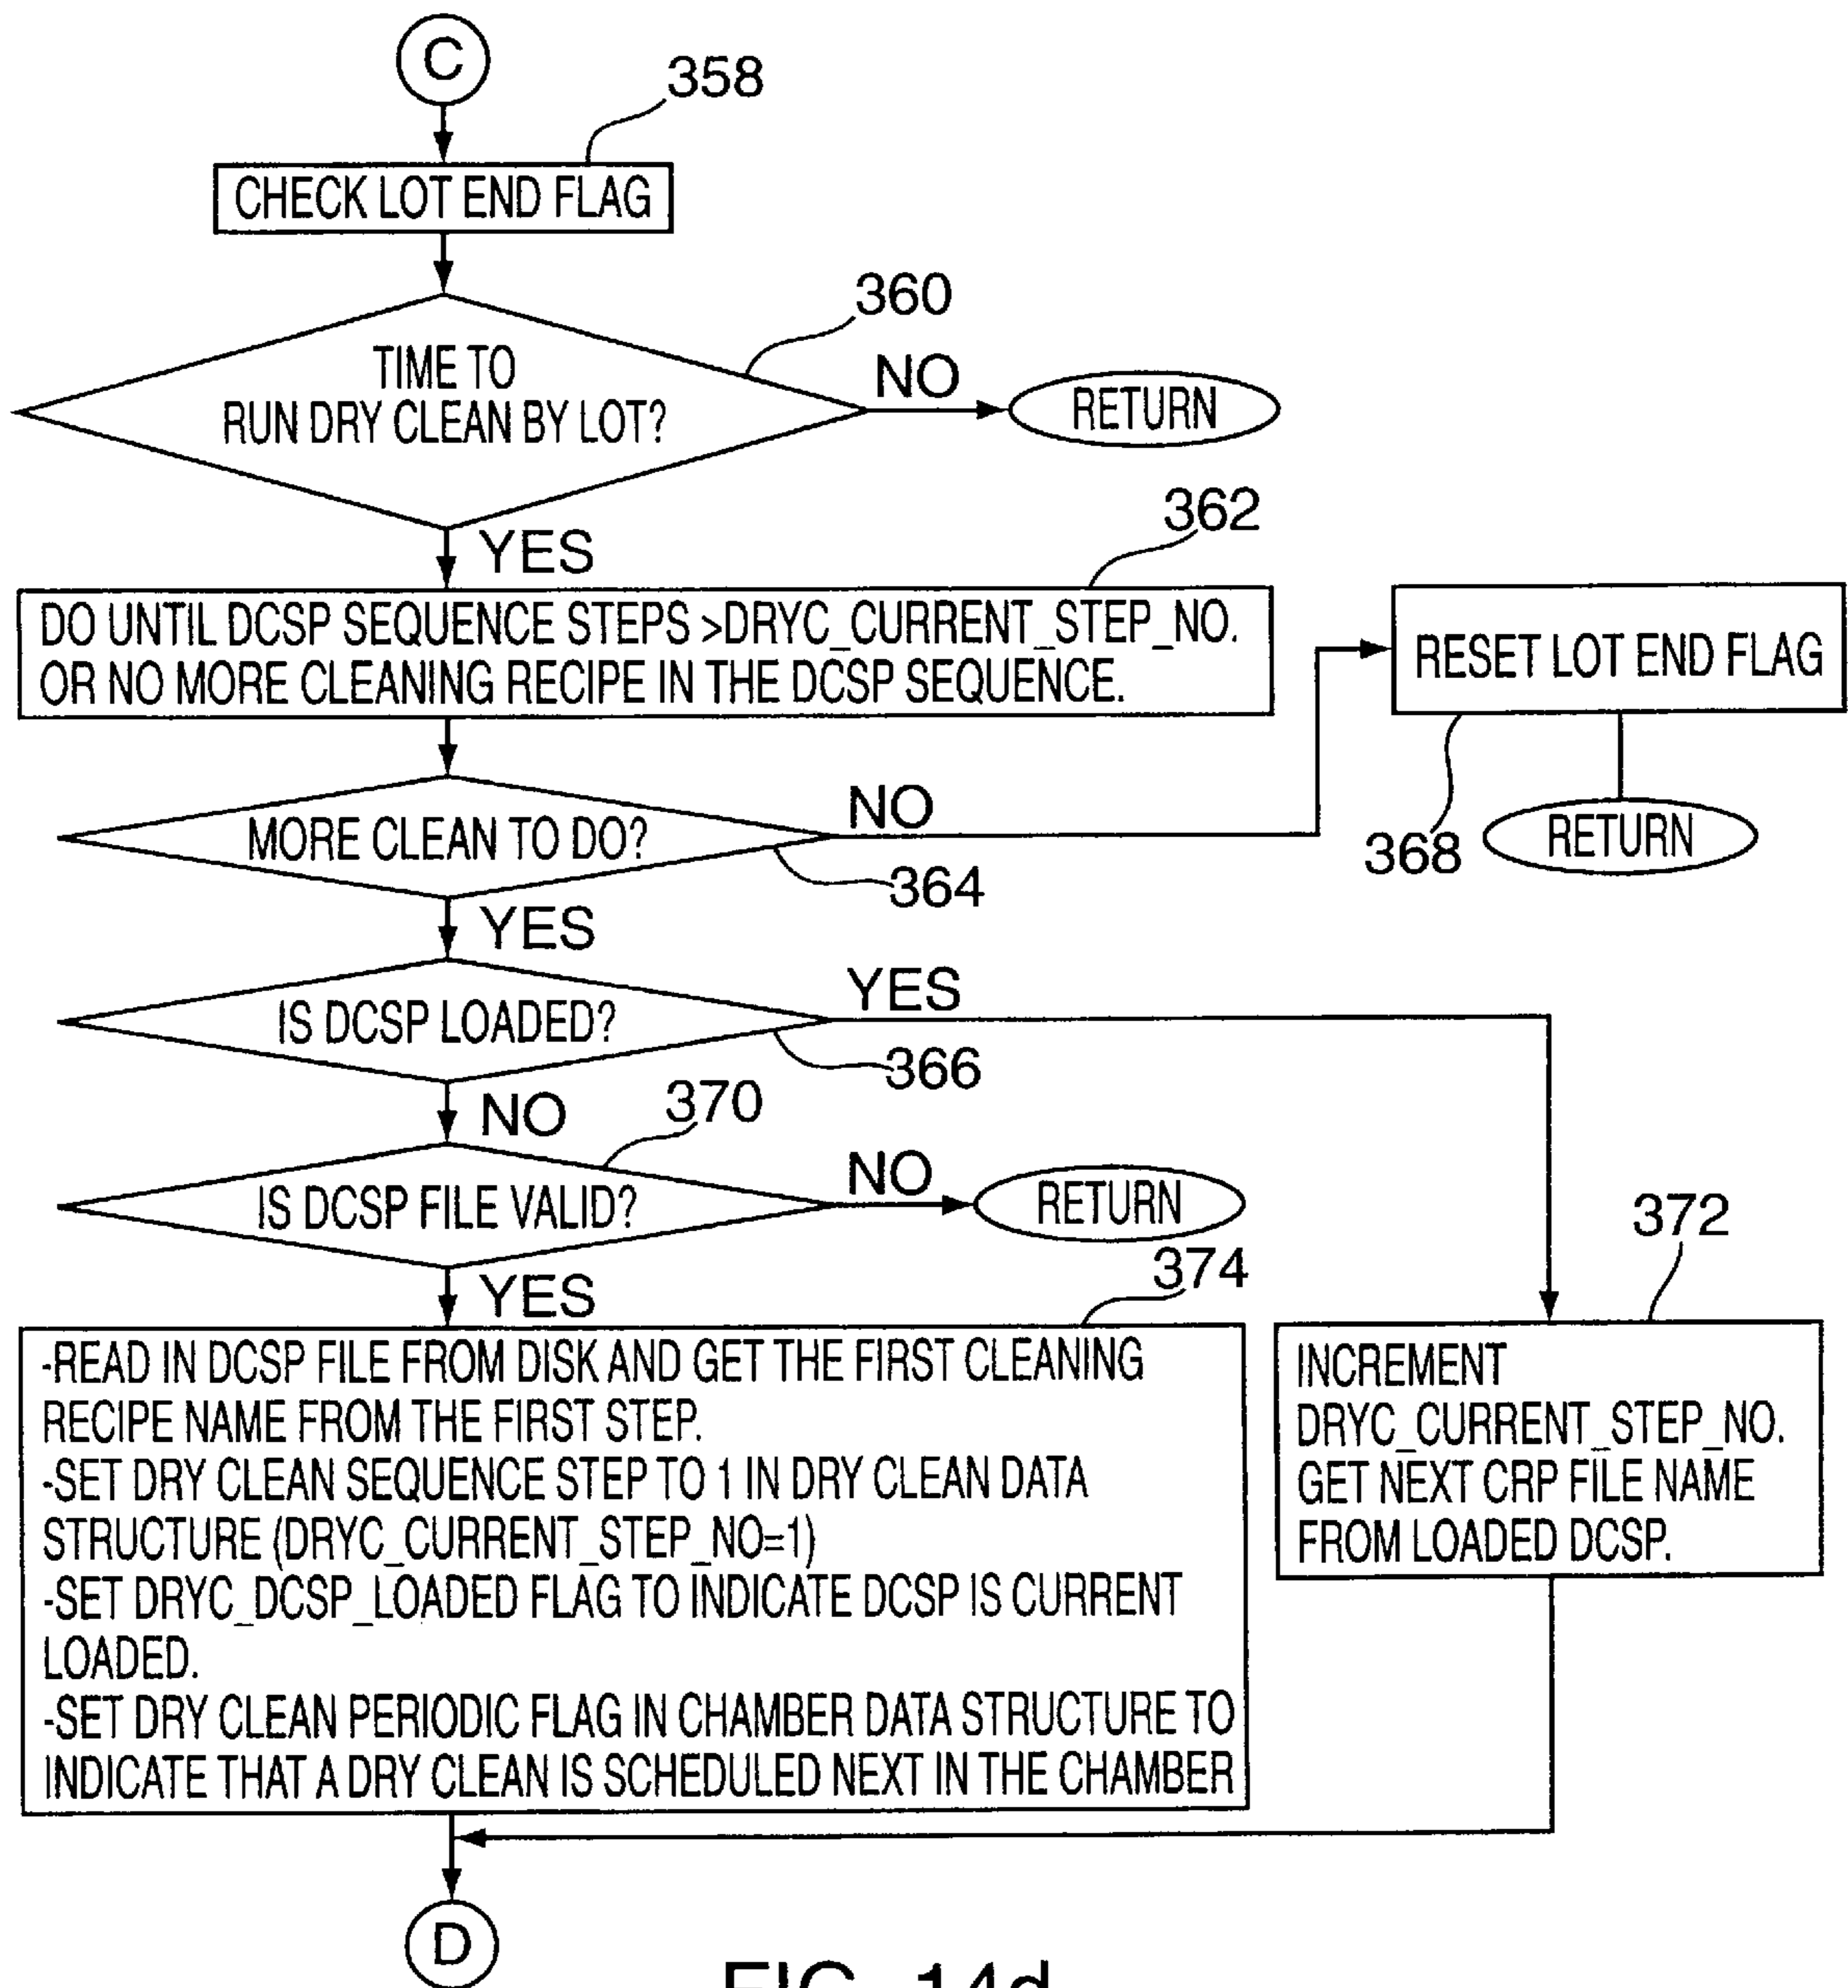 C
358
CHECK LOT END FLAG
360
TIME TO
RUN DRY CLEAN BY LOT?
NO
RETURN
YES
362
DO UNTIL DCSP SEQUENCE STEPS >DRYC_CURRENT_STEP_NO.
OR NO MORE CLEANING RECIPE IN THE DCSP SEQUENCE.
RESET LOT END FLAG
368
RETURN
MORE CLEAN TO DO?
NO
364
YES
IS DCSP LOADED?
YES
366
NO
370
IS DCSP FILE VALID?
NO
RETURN
YES
374
372
-READ IN DCSP FILE FROM DISK AND GET THE FIRST CLEANING
RECIPE NAME FROM THE FIRST STEP.
-SET DRY CLEAN SEQUENCE STEP TO 1 IN DRY CLEAN DATA
STRUCTURE (DRYC_CURRENT_STEP_NO=1)
-SET DRYC_DCSP_LOADED FLAG TO INDICATE DCSP IS CURRENT
LOADED.
-SET DRY CLEAN PERIODIC FLAG IN CHAMBER DATA STRUCTURE TO
INDICATE THAT A DRY CLEAN IS SCHEDULED NEXT IN THE CHAMBER
INCREMENT
DRYC_CURRENT_STEP_NO.
GET NEXT CRP FILE NAME
FROM LOADED DCSP.
D
FIG. 14d